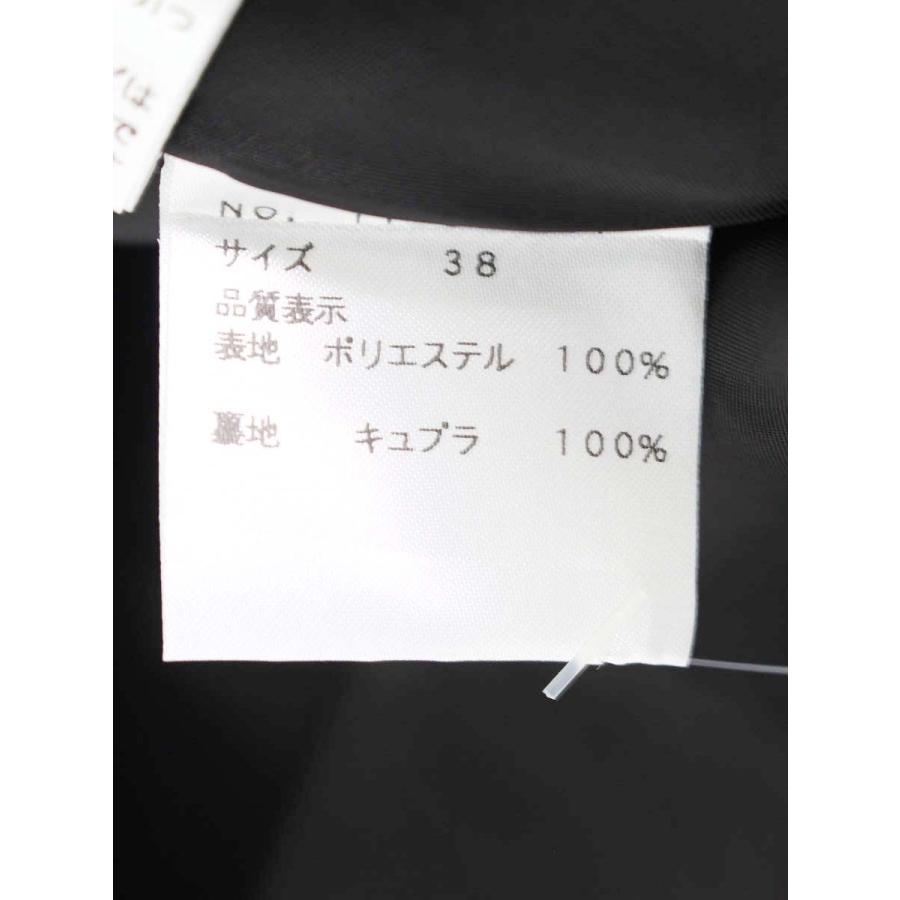 NO.
サイズ 38
品質表示
表地 ポリエステル 100%
裏地 キュプラ 100%